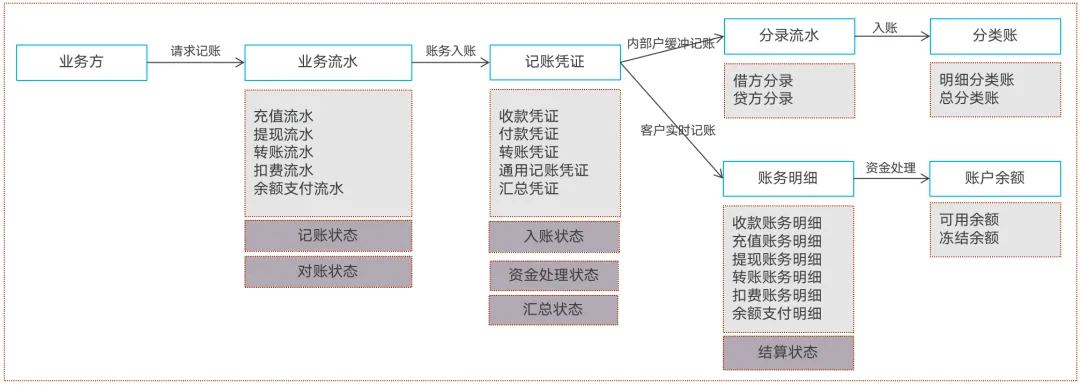 业务方
请求记账
业务流水
充值流水
提现流水
转账流水
扣费流水
余额支付流水
记账状态
对账状态
账务入账
记账凭证
收款凭证
付款凭证
转账凭证
通用记账凭证
汇总凭证
入账状态
资金处理状态
汇总状态
内部户缓冲记账
分录流水
借方分录
贷方分录
入账
分类账
明细分类账
总分类账
客户实时记账
账务明细
收款账务明细
充值账务明细
提现账务明细
转账账务明细
扣费账务明细
余额支付明细
结算状态
资金处理
账户余额
可用余额
冻结余额